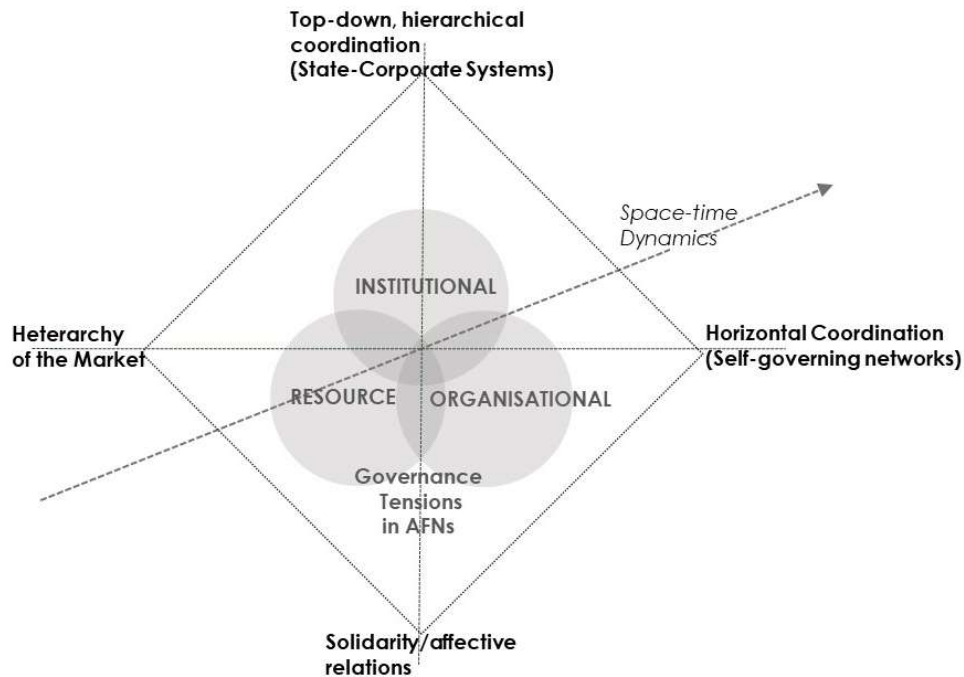 Top-down, hierarchical
coordination
(State-Corporate Systems)
Space-time
Dynamics
INSTITUTIONAL
Heterarchy
of the Market
Horizontal Coordination
(Self-governing networks)
RESOURCE
ORGANISATIONAL
Governance
Tensions
in AFNs
Solidarity/affective
relations